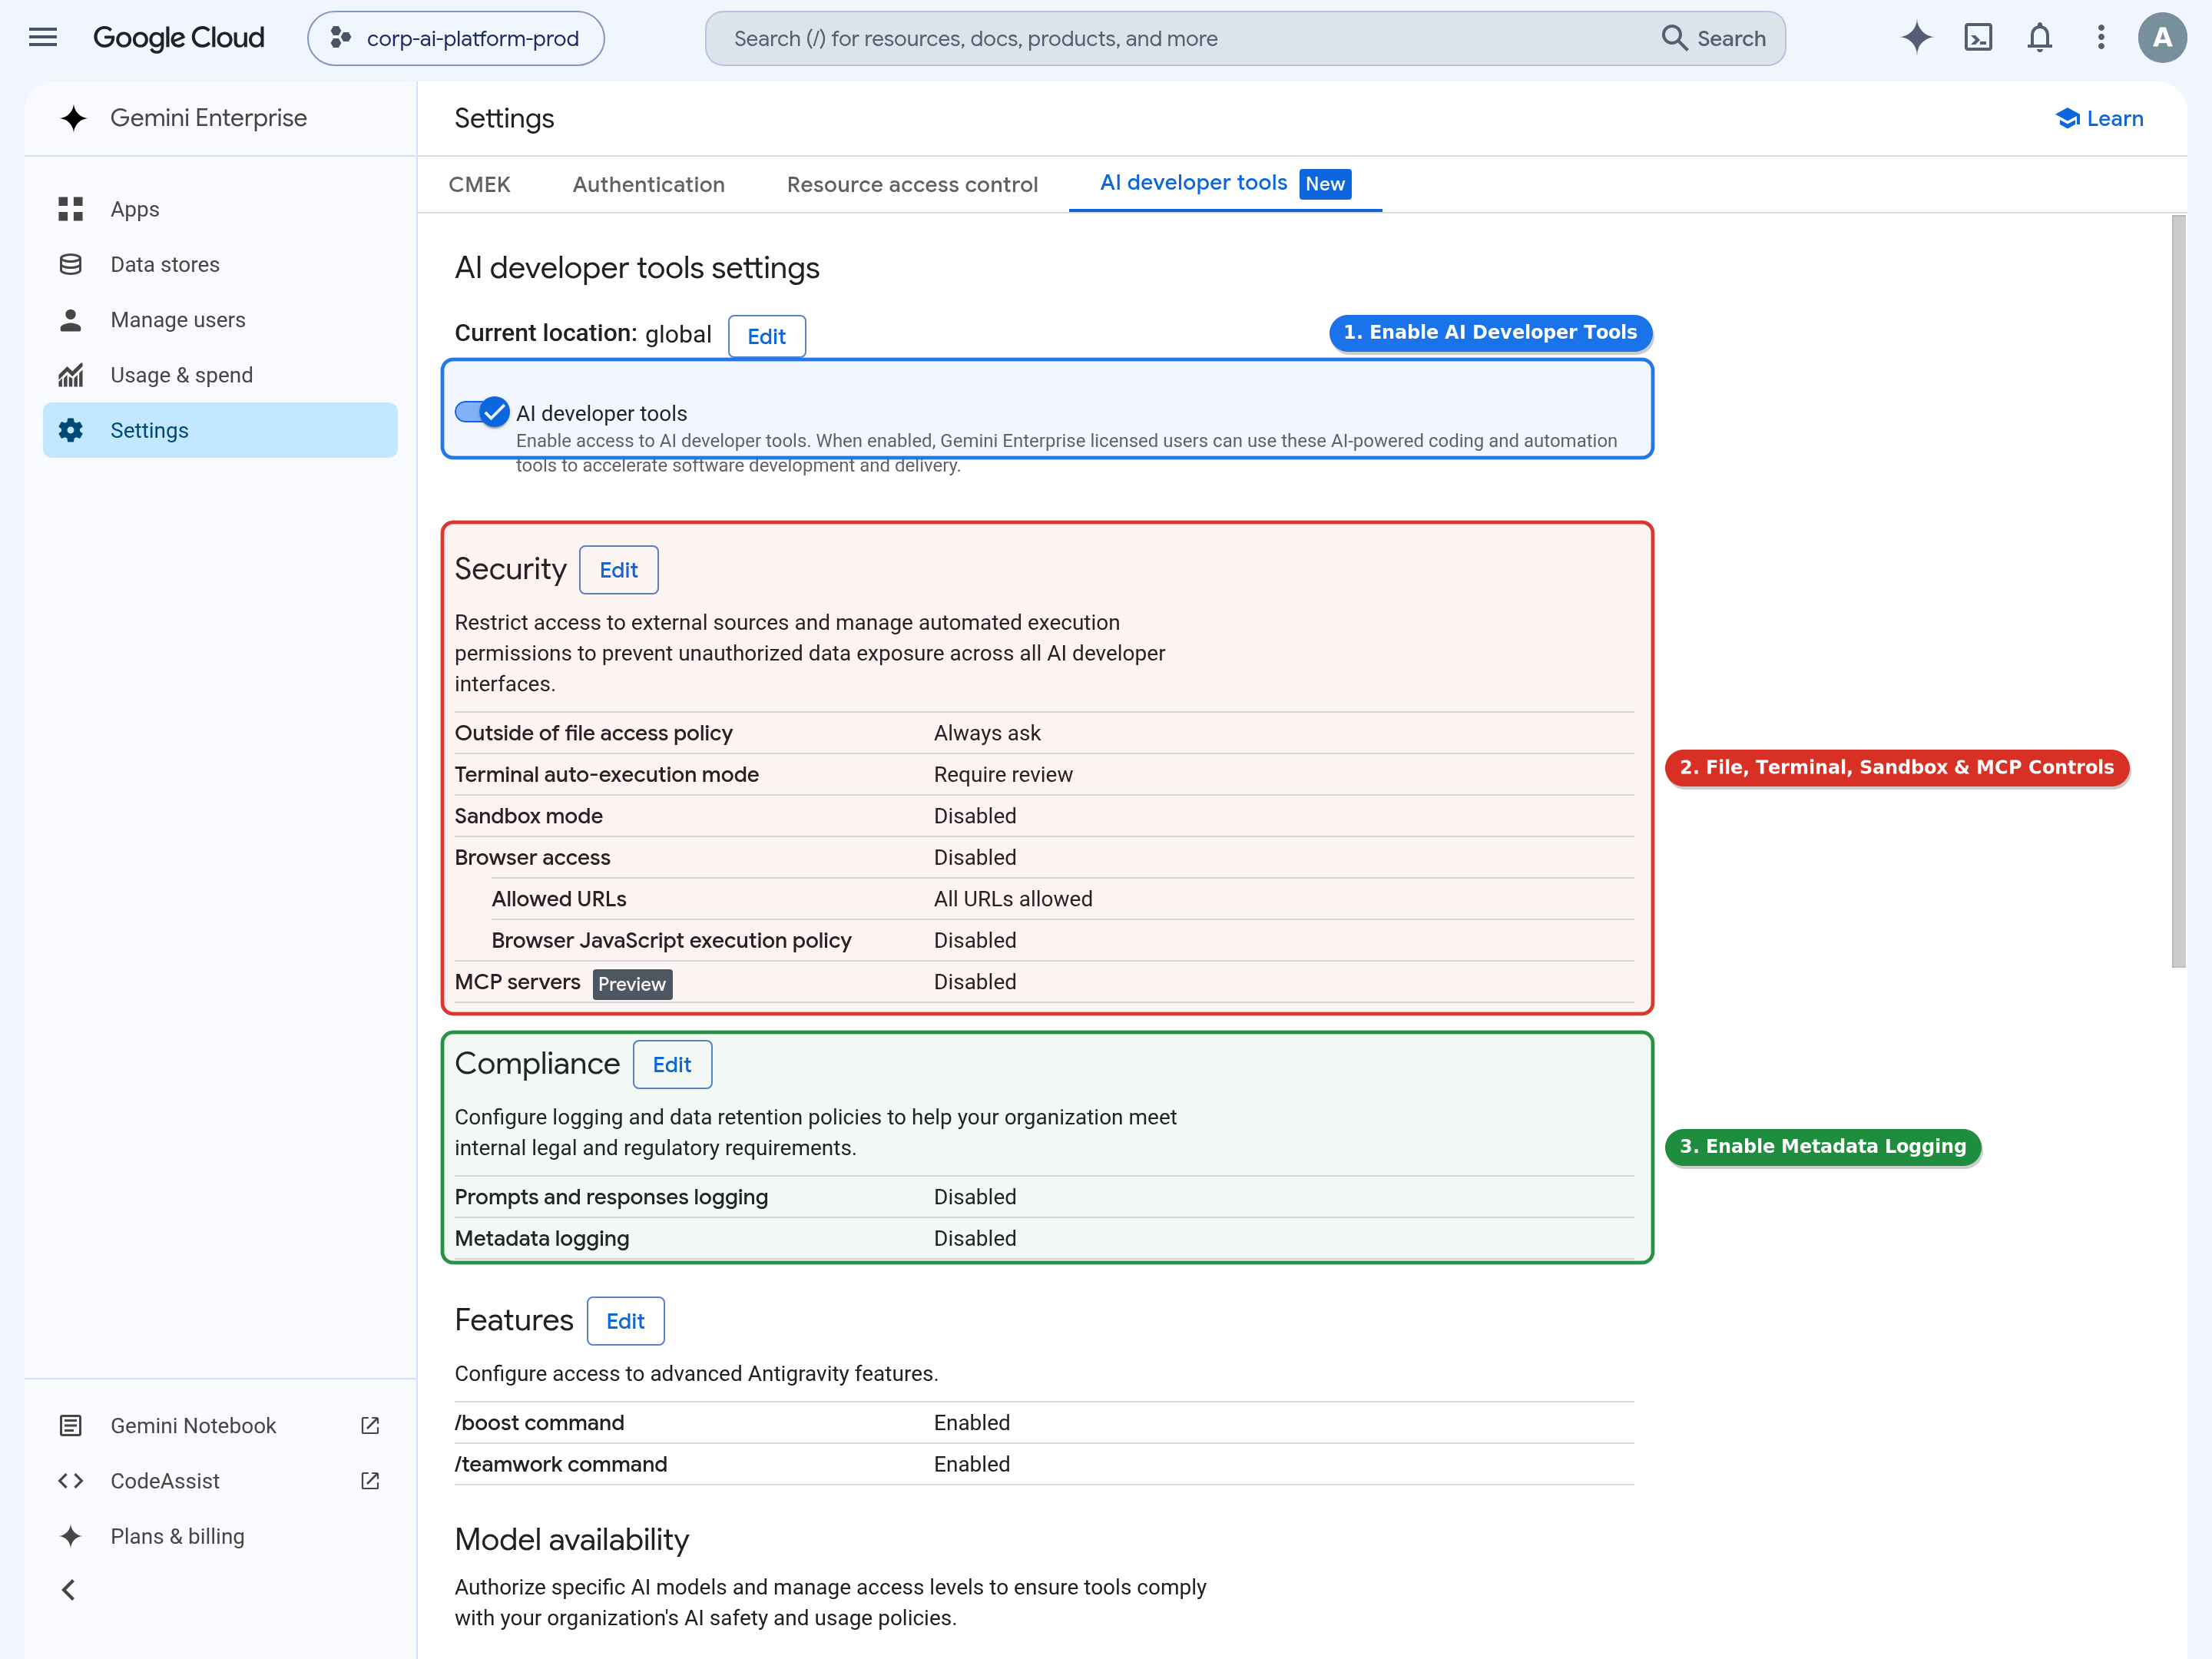 Google Cloud
corp-ai-platform-prod
Search (/) for resources, docs, products, and more
Search
A
Gemini Enterprise
Settings
Learn
CMEK
Authentication
Resource access control
AI developer tools
New
Apps
Data stores
Manage users
Usage & spend
Settings
AI developer tools settings
Current location: global
Edit
1. Enable AI Developer Tools
AI developer tools
Enable access to AI developer tools. When enabled, Gemini Enterprise licensed users can use these AI-powered coding and automation
tools to accelerate software development and delivery.
Security
Edit
Restrict access to external sources and manage automated execution
permissions to prevent unauthorized data exposure across all AI developer
interfaces.
Outside of file access policy
Always ask
Terminal auto-execution mode
Require review
2. File, Terminal, Sandbox & MCP Controls
Sandbox mode
Disabled
Browser access
Disabled
Allowed URLs
All URLs allowed
Browser JavaScript execution policy
Disabled
MCP servers
Preview
Disabled
Compliance
Edit
Configure logging and data retention policies to help your organization meet
internal legal and regulatory requirements.
3. Enable Metadata Logging
Prompts and responses logging
Disabled
Metadata logging
Disabled
Features
Edit
Configure access to advanced Antigravity features.
/boost command
Enabled
/teamwork command
Enabled
Model availability
Authorize specific AI models and manage access levels to ensure tools comply
with your organization's AI safety and usage policies.
Gemini Notebook
CodeAssist
Plans & billing